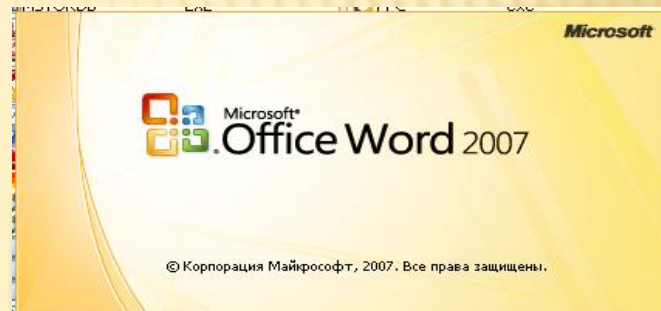 Microsoft
Microsoft®
Office Word 2007
© Корпорация Майкрософт, 2007. Все права защищены.